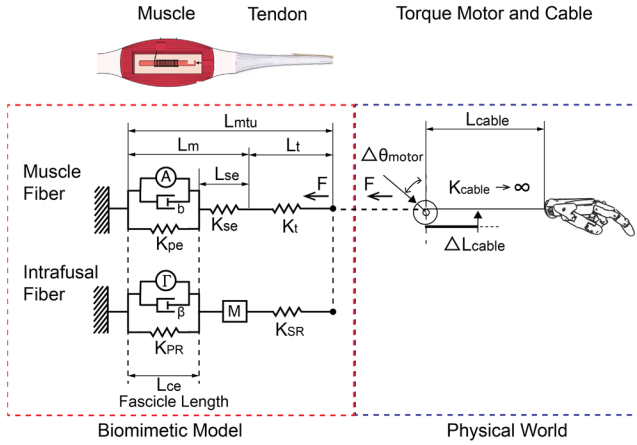 Muscle
Tendon
Torque Motor and Cable
Lmtu
Lm
Lt
Lse
Lcable
Muscle
Fiber
A
b
Kpe
Kse
Kt
F
F
Δθmotor
Kcable → ∞
ΔLcable
Intrafusal
Fiber
Γ
β
KPR
M
KSR
Lce
Fascicle Length
Biomimetic Model
Physical World